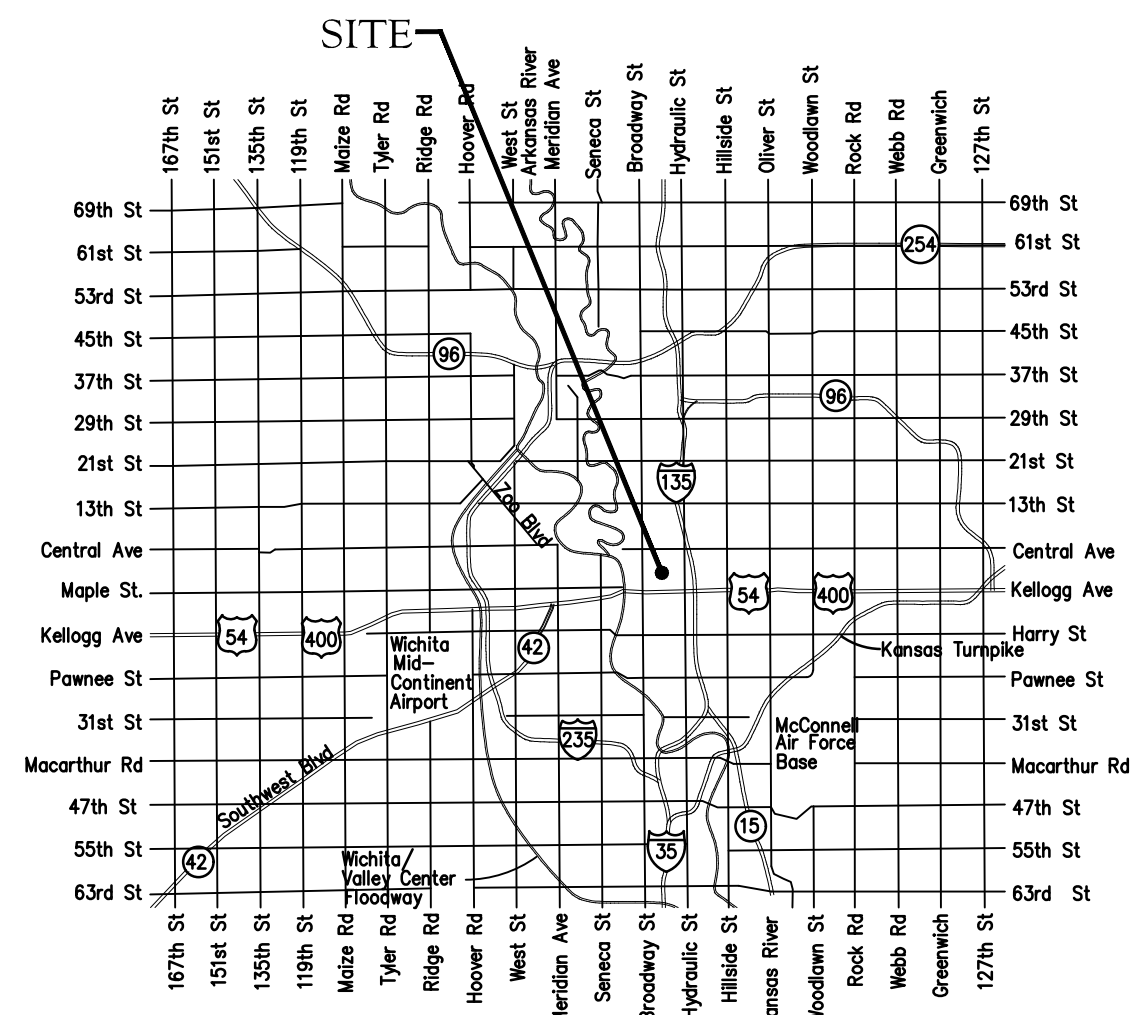 SITE
167th St
151st St
135th St
119th St
Maize Rd
Tyler Rd
Ridge Rd
Hoover Rd
West St
Arkansas River
Meridian Ave
Seneca St
Broadway St
Hydraulic St
Hillside St
Oliver St
Woodlawn St
Rock Rd
Webb Rd
Greenwich
127th St
69th St
69th St
61st St
254
61st St
53rd St
53rd St
45th St
45th St
96
37th St
37th St
96
29th St
29th St
21st St
21st St
135
13th St
Zoo Blvd
13th St
Central Ave
Central Ave
Maple St.
54
400
Kellogg Ave
Kellogg Ave
54
400
Harry St
Wichita
Mid-
Continent
Airport
42
Kansas Turnpike
Pawnee St
Pawnee St
31st St
31st St
235
McConnell
Air Force
Base
Macarthur Rd
Macarthur Rd
Southwest Blvd
47th St
47th St
15
55th St
42
35
55th St
Wichita/
Valley Center
Floodway
63rd St
63rd St
167th St
151st St
135th St
119th St
Maize Rd
Tyler Rd
Ridge Rd
Hoover Rd
West St
eridian Ave
Seneca St
Broadway St
Hydraulic St
Hillside St
ansas River
Woodlawn St
Rock Rd
Webb Rd
Greenwich
127th St